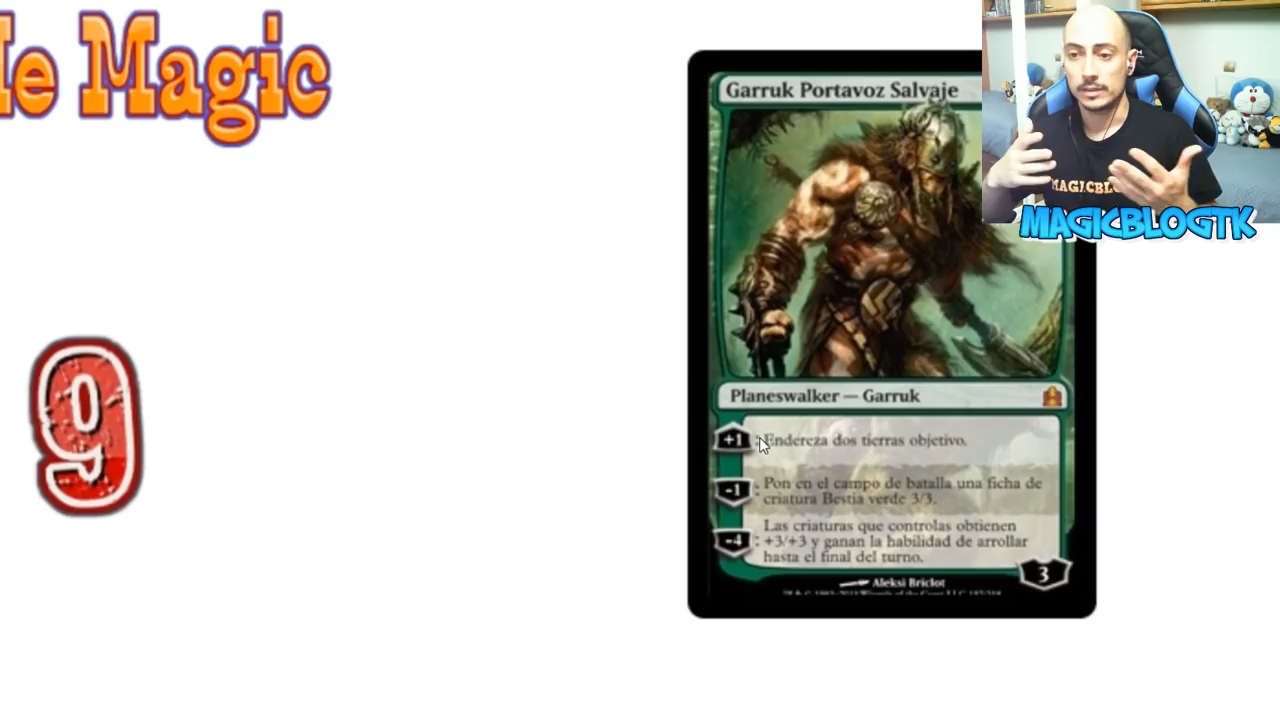 le Magic
Garruk Portavoz Salvaje
MAGICBL
MAGICBLOGTK
9
Planeswalker — Garruk
+1 : Endereza dos tierras objetivo.
-1 : Pon en el campo de batalla una ficha de
criatura Bestia verde 3/3.
-4 : Las criaturas que controlas obtienen
+3/+3 y ganan la habilidad de arrollar
hasta el final del turno.
3
Aleksi Briclot